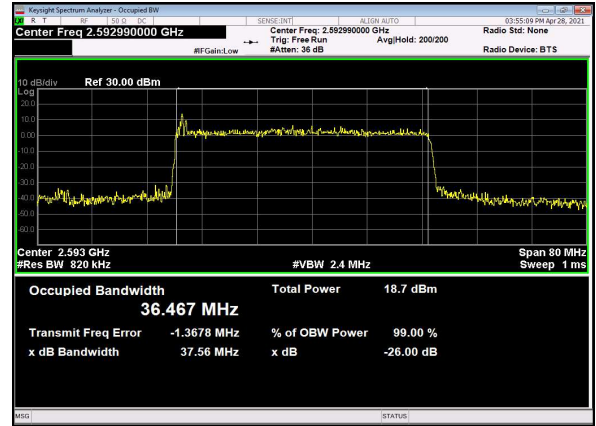 Keysight Spectrum Analyzer - Occupied BW
R T RF 50 Ω DC SENSE:INT ALIGN AUTO 03:55:09 PM Apr 28, 2021
Center Freq 2.592990000 GHz
Center Freq: 2.592990000 GHz
Radio Std: None
Trig: Free Run Avg|Hold: 200/200
#IFGain:Low
#Atten: 36 dB
Radio Device: BTS
10 dB/div Ref 30.00 dBm
Log
20.0
10.0
0.00
-10.0
-20.0
-30.0
-40.0
-50.0
-60.0
Center 2.593 GHz Span 80 MHz
#Res BW 820 kHz #VBW 2.4 MHz Sweep 1 ms
Occupied Bandwidth Total Power 18.7 dBm
36.467 MHz
Transmit Freq Error -1.3678 MHz % of OBW Power 99.00 %
x dB Bandwidth 37.56 MHz x dB -26.00 dB
MSG STATUS